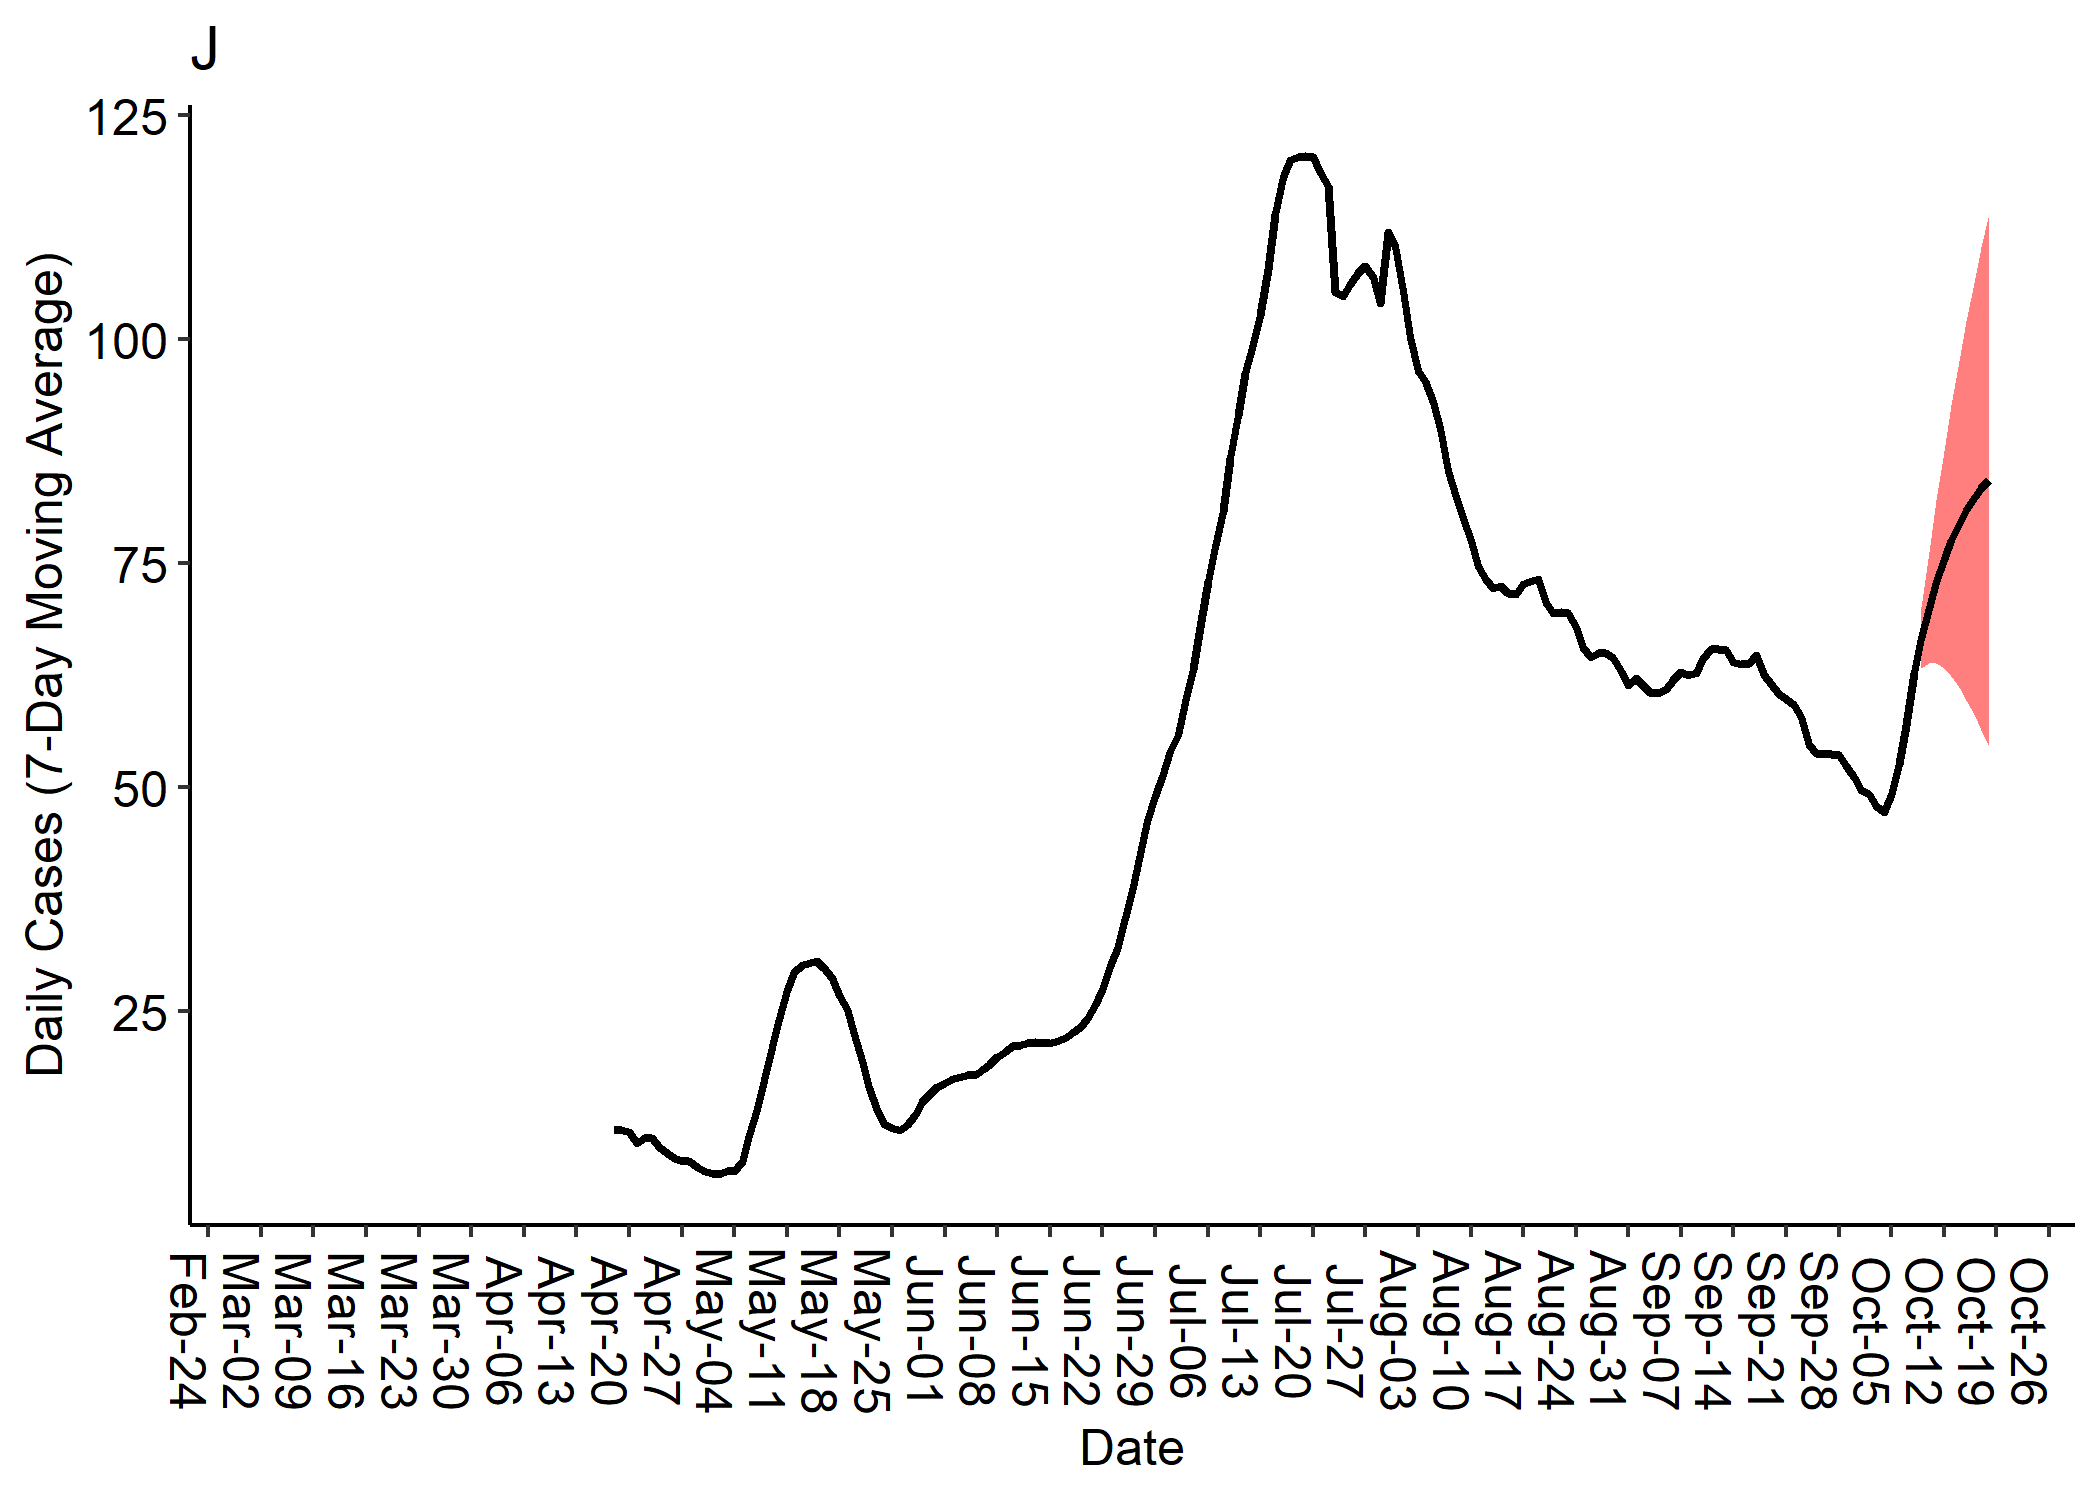 J
125
100
75
50
25
Daily Cases (7-Day Moving Average)
Feb-24
Mar-02
Mar-09
Mar-16
Mar-23
Mar-30
Apr-06
Apr-13
Apr-20
Apr-27
May-04
May-11
May-18
May-25
Jun-01
Jun-08
Jun-15
Jun-22
Jun-29
Jul-06
Jul-13
Jul-20
Jul-27
Aug-03
Aug-10
Aug-17
Aug-24
Aug-31
Sep-07
Sep-14
Sep-21
Sep-28
Oct-05
Oct-12
Oct-19
Oct-26
Date